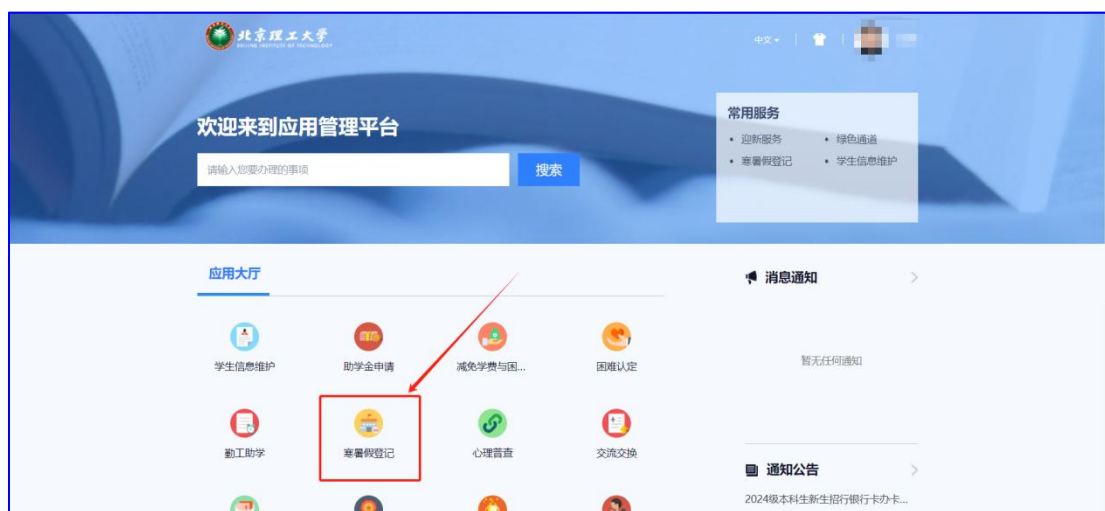 北京理工大学
BEIJING INSTITUTE OF TECHNOLOGY
中文
欢迎来到应用管理平台
请输入您要办理的事项
搜索
常用服务
• 迎新服务
• 绿色通道
• 寒暑假登记
• 学生信息维护
应用大厅
学生信息维护
助学金申请
减免学费与困...
困难认定
勤工助学
寒暑假登记
心理普查
交流交换
消息通知
暂无任何通知
通知公告
2024级本科生新生招行银行卡办卡...